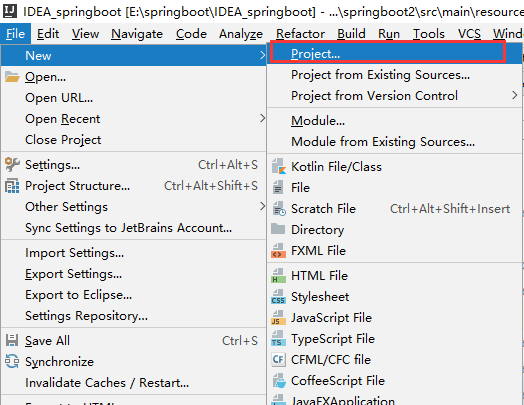 IDEA_springboot [E:\springboot\IDEA_springboot] - ...\springboot2\src\main\resource
File Edit View Navigate Code Analyze Refactor Build Run Tools VCS Wind
New
Open...
Open URL...
Open Recent
Close Project
Settings... Ctrl+Alt+S
Project Structure... Ctrl+Alt+Shift+S
Other Settings
Sync Settings to JetBrains Account...
Import Settings...
Export Settings...
Export to Eclipse...
Settings Repository...
Save All Ctrl+S
Synchronize
Invalidate Caches / Restart...
Project...
Project from Existing Sources...
Project from Version Control
Module...
Module from Existing Sources...
Kotlin File/Class
File
Scratch File Ctrl+Alt+Shift+Insert
Directory
FXML File
HTML File
Stylesheet
JavaScript File
TypeScript File
CFML/CFC file
CoffeeScript File
JavaFXApplication